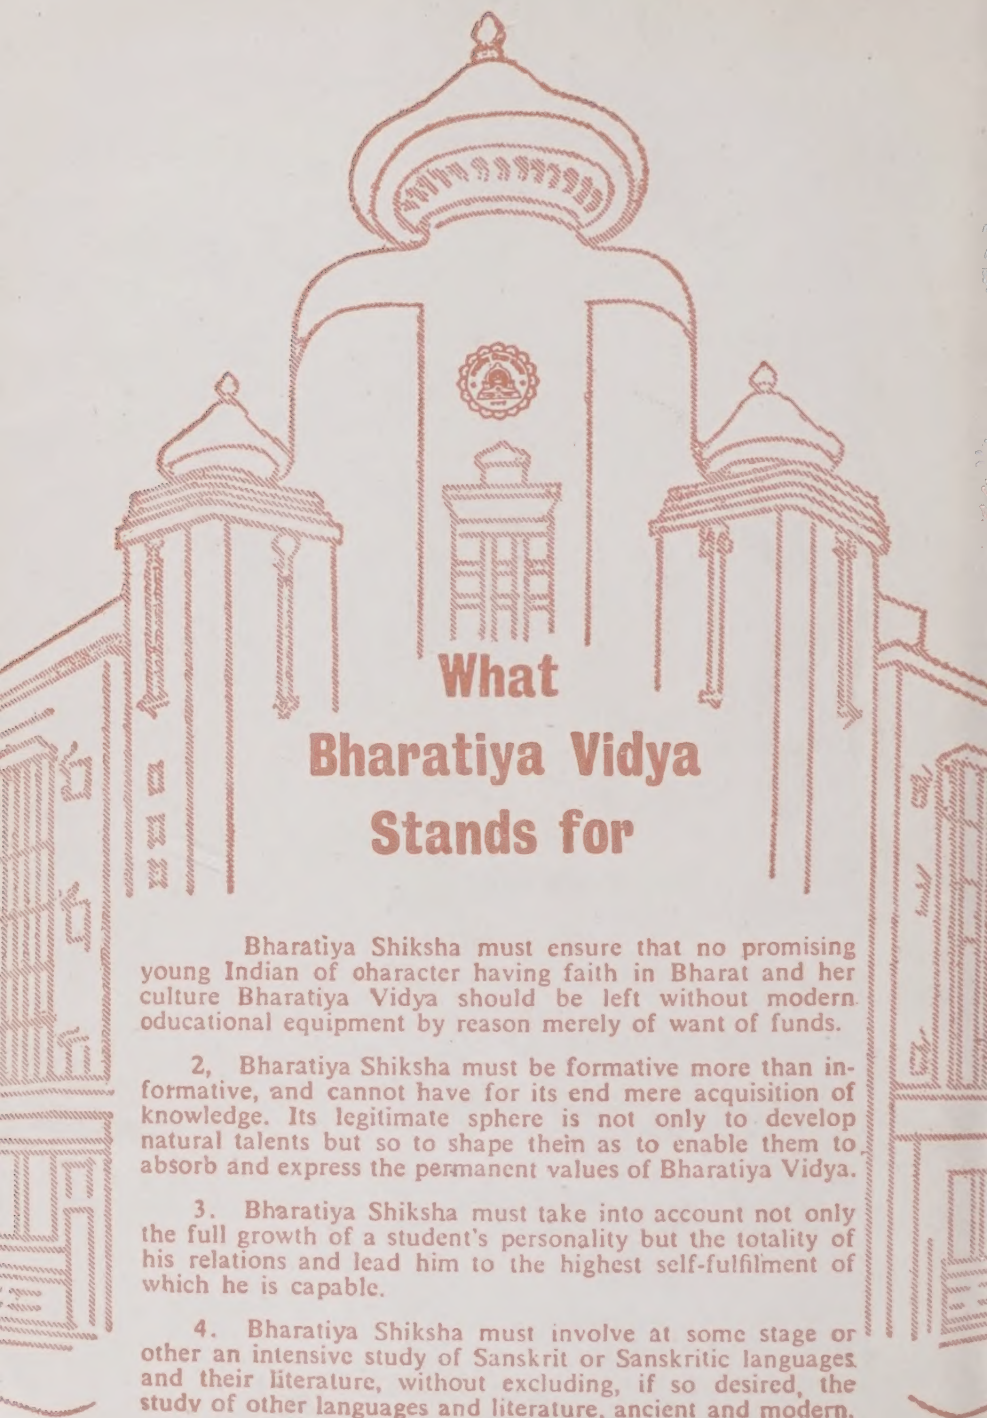 What
Bharatiya Vidya
Stands for
Bharatiya Shiksha must ensure that no promising
young Indian of oharacter having faith in Bharat and her
culture Bharatiya Vidya should be left without modern
oducational equipment by reason merely of want of funds.
2, Bharatiya Shiksha must be formative more than in-
formative, and cannot have for its end mere acquisition of
knowledge. Its legitimate sphere is not only to develop
natural talents but so to shape them as to enable them to
absorb and express the permanent values of Bharatiya Vidya.
3. Bharatiya Shiksha must take into account not only
the full growth of a student's personality but the totality of
his relations and lead him to the highest self-fulfilment of
which he is capable.
4. Bharatiya Shiksha must involve at some stage or
other an intensive study of Sanskrit or Sanskritic languages
and their literature, without excluding, if so desired, the
study of other languages and literature, ancient and modern.